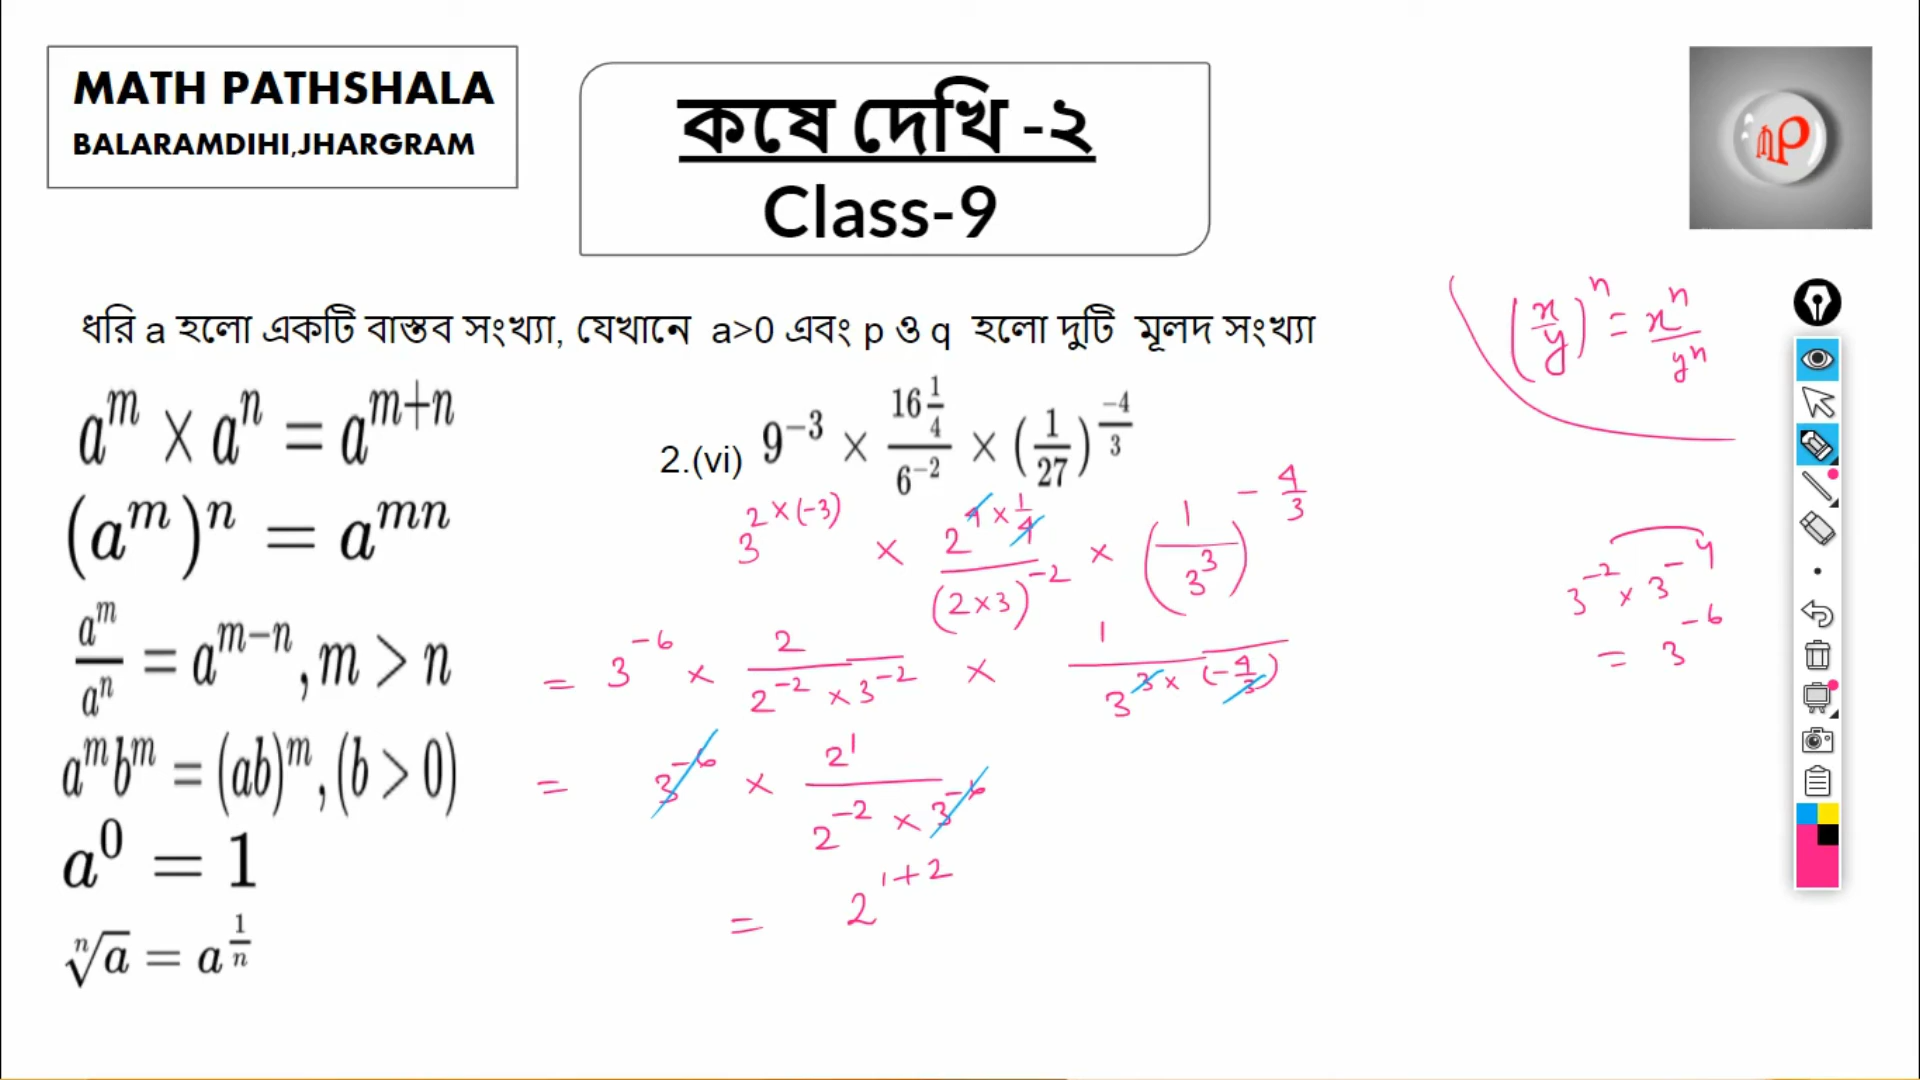 MATH PATHSHALA
BALARAMDIHI,JHARGRAM
কষে দেখি -২
Class-9
mp
ধরি a হলো একটি বাস্তব সংখ্যা, যেখানে a>0 এবং p ও q হলো দুটি মূলদ সংখ্যা
(x/y)^n = x^n/y^n
a^m × a^n = a^{m+n}
(a^m)^n = a^{mn}
a^m/a^n = a^{m−n}, m > n
a^m b^m = (ab)^m, (b > 0)
a^0 = 1
ⁿ√a = a^{1/n}
2.(vi) 9^{−3} × 16^{1/4}/6^{−2} × (1/27)^{−4/3}
3^{2×(-3)} × 2^{4×1/4}/(2×3)^{-2} × (1/3^3)^{-4/3}
= 3^{-6} × 2/(2^{-2} × 3^{-2}) × 1/3^{3×(-4/3)}
= 3^{-6} × 2^1/(2^{-2} × 3^{-6})
= 2^{1+2}
3^{-2} × 3^{-4}
= 3^{-6}